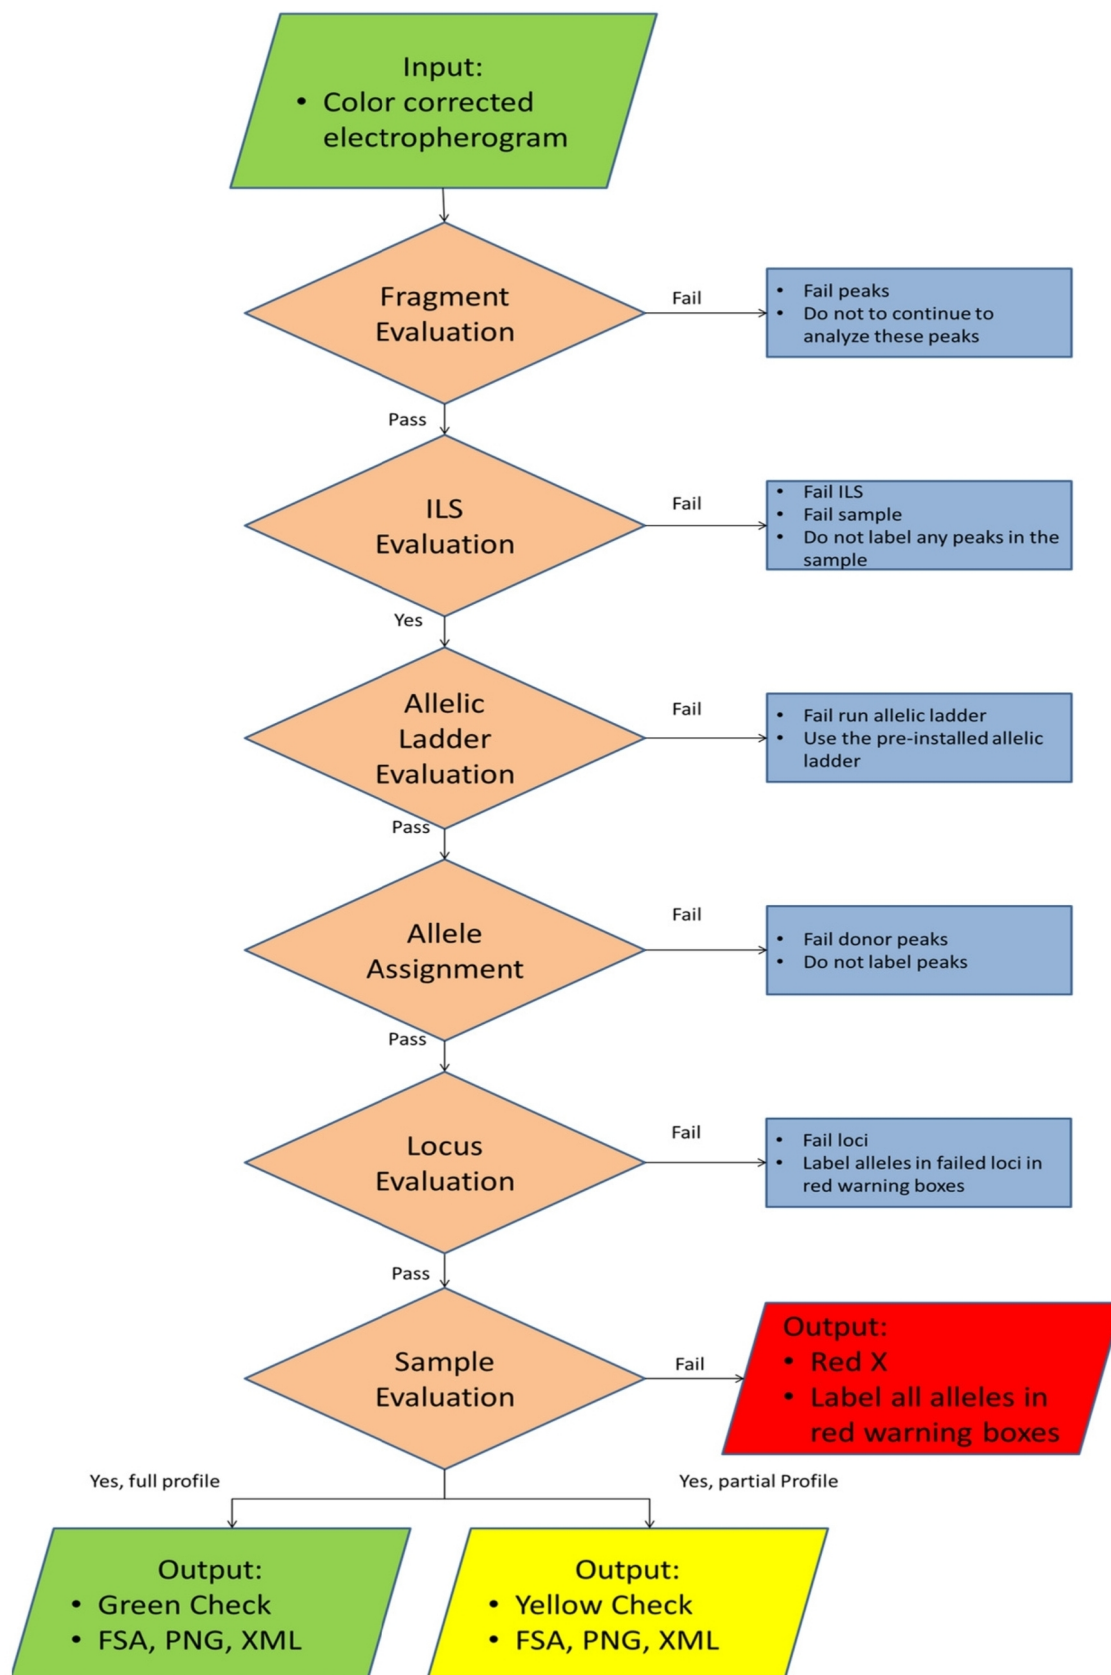 Input:
• Color corrected
electropherogram
Fragment
Evaluation
Fail
• Fail peaks
• Do not to continue to
analyze these peaks
Pass
ILS
Evaluation
Fail
• Fail ILS
• Fail sample
• Do not label any peaks in the
sample
Yes
Allelic
Ladder
Evaluation
Fail
• Fail run allelic ladder
• Use the pre-installed allelic
ladder
Pass
Allele
Assignment
Fail
• Fail donor peaks
• Do not label peaks
Pass
Locus
Evaluation
Fail
• Fail loci
• Label alleles in failed loci in
red warning boxes
Pass
Sample
Evaluation
Fail
Output:
• Red X
• Label all alleles in
red warning boxes
Yes, full profile
Yes, partial Profile
Output:
• Green Check
• FSA, PNG, XML
Output:
• Yellow Check
• FSA, PNG, XML